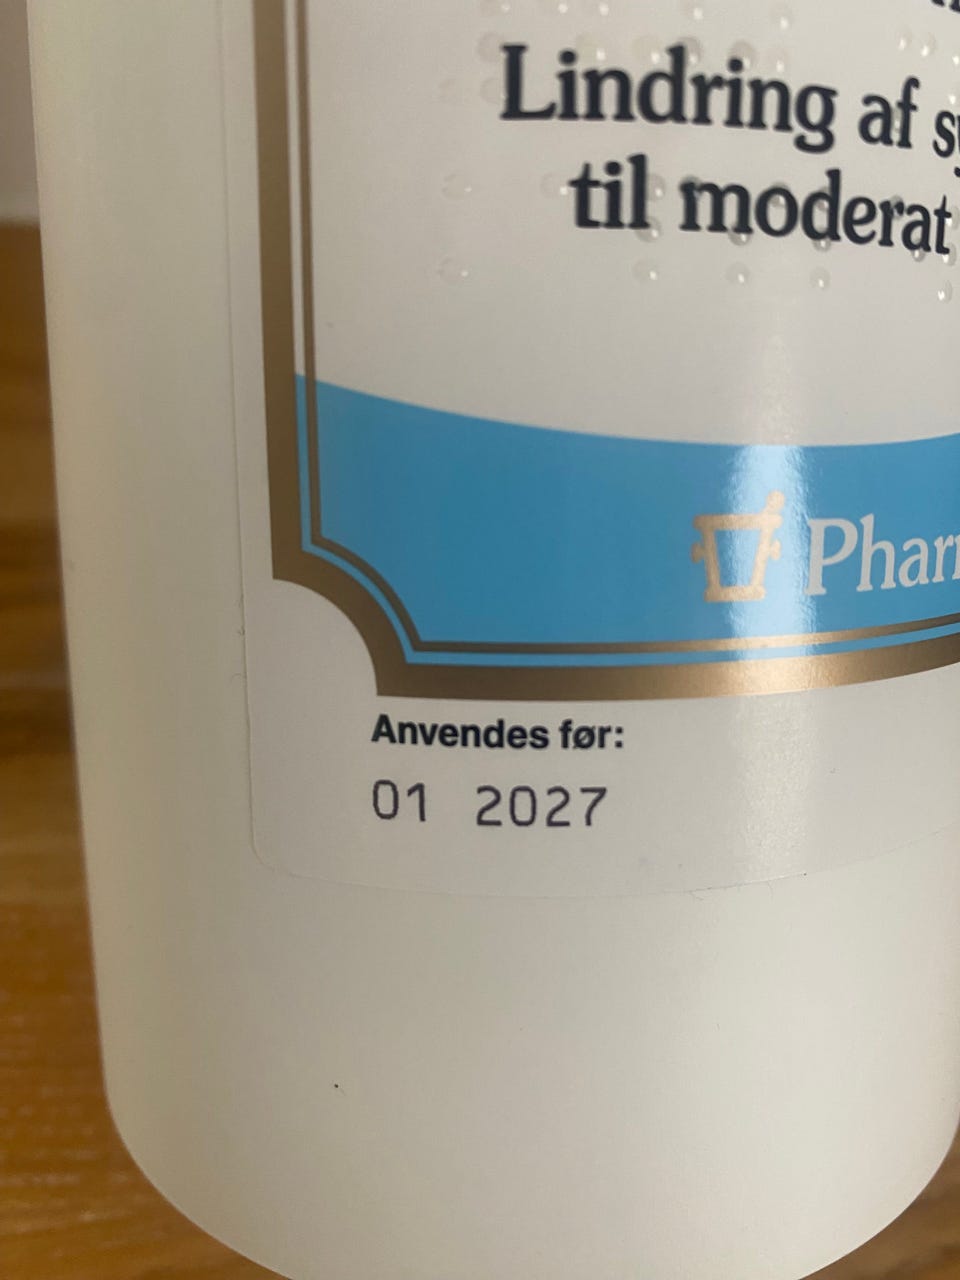 Lindring af
til moderat
Anvendes før:
01 2027